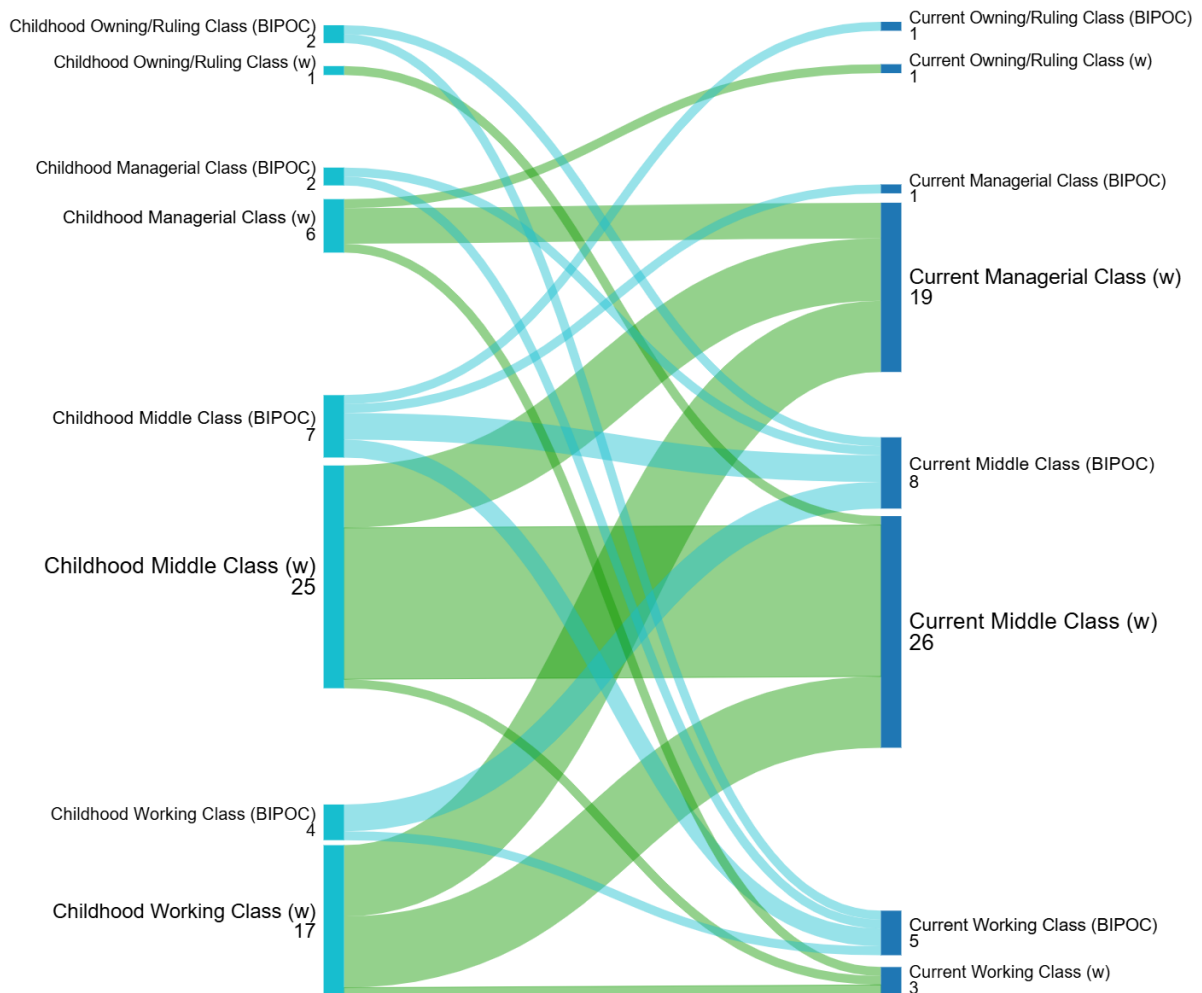 Childhood Owning/Ruling Class (BIPOC)
2
Childhood Owning/Ruling Class (w)
1
Childhood Managerial Class (BIPOC)
2
Childhood Managerial Class (w)
6
Childhood Middle Class (BIPOC)
7
Childhood Middle Class (w)
25
Childhood Working Class (BIPOC)
4
Childhood Working Class (w)
17
Current Owning/Ruling Class (BIPOC)
1
Current Owning/Ruling Class (w)
1
Current Managerial Class (BIPOC)
1
Current Managerial Class (w)
19
Current Middle Class (BIPOC)
8
Current Middle Class (w)
26
Current Working Class (BIPOC)
5
Current Working Class (w)
3